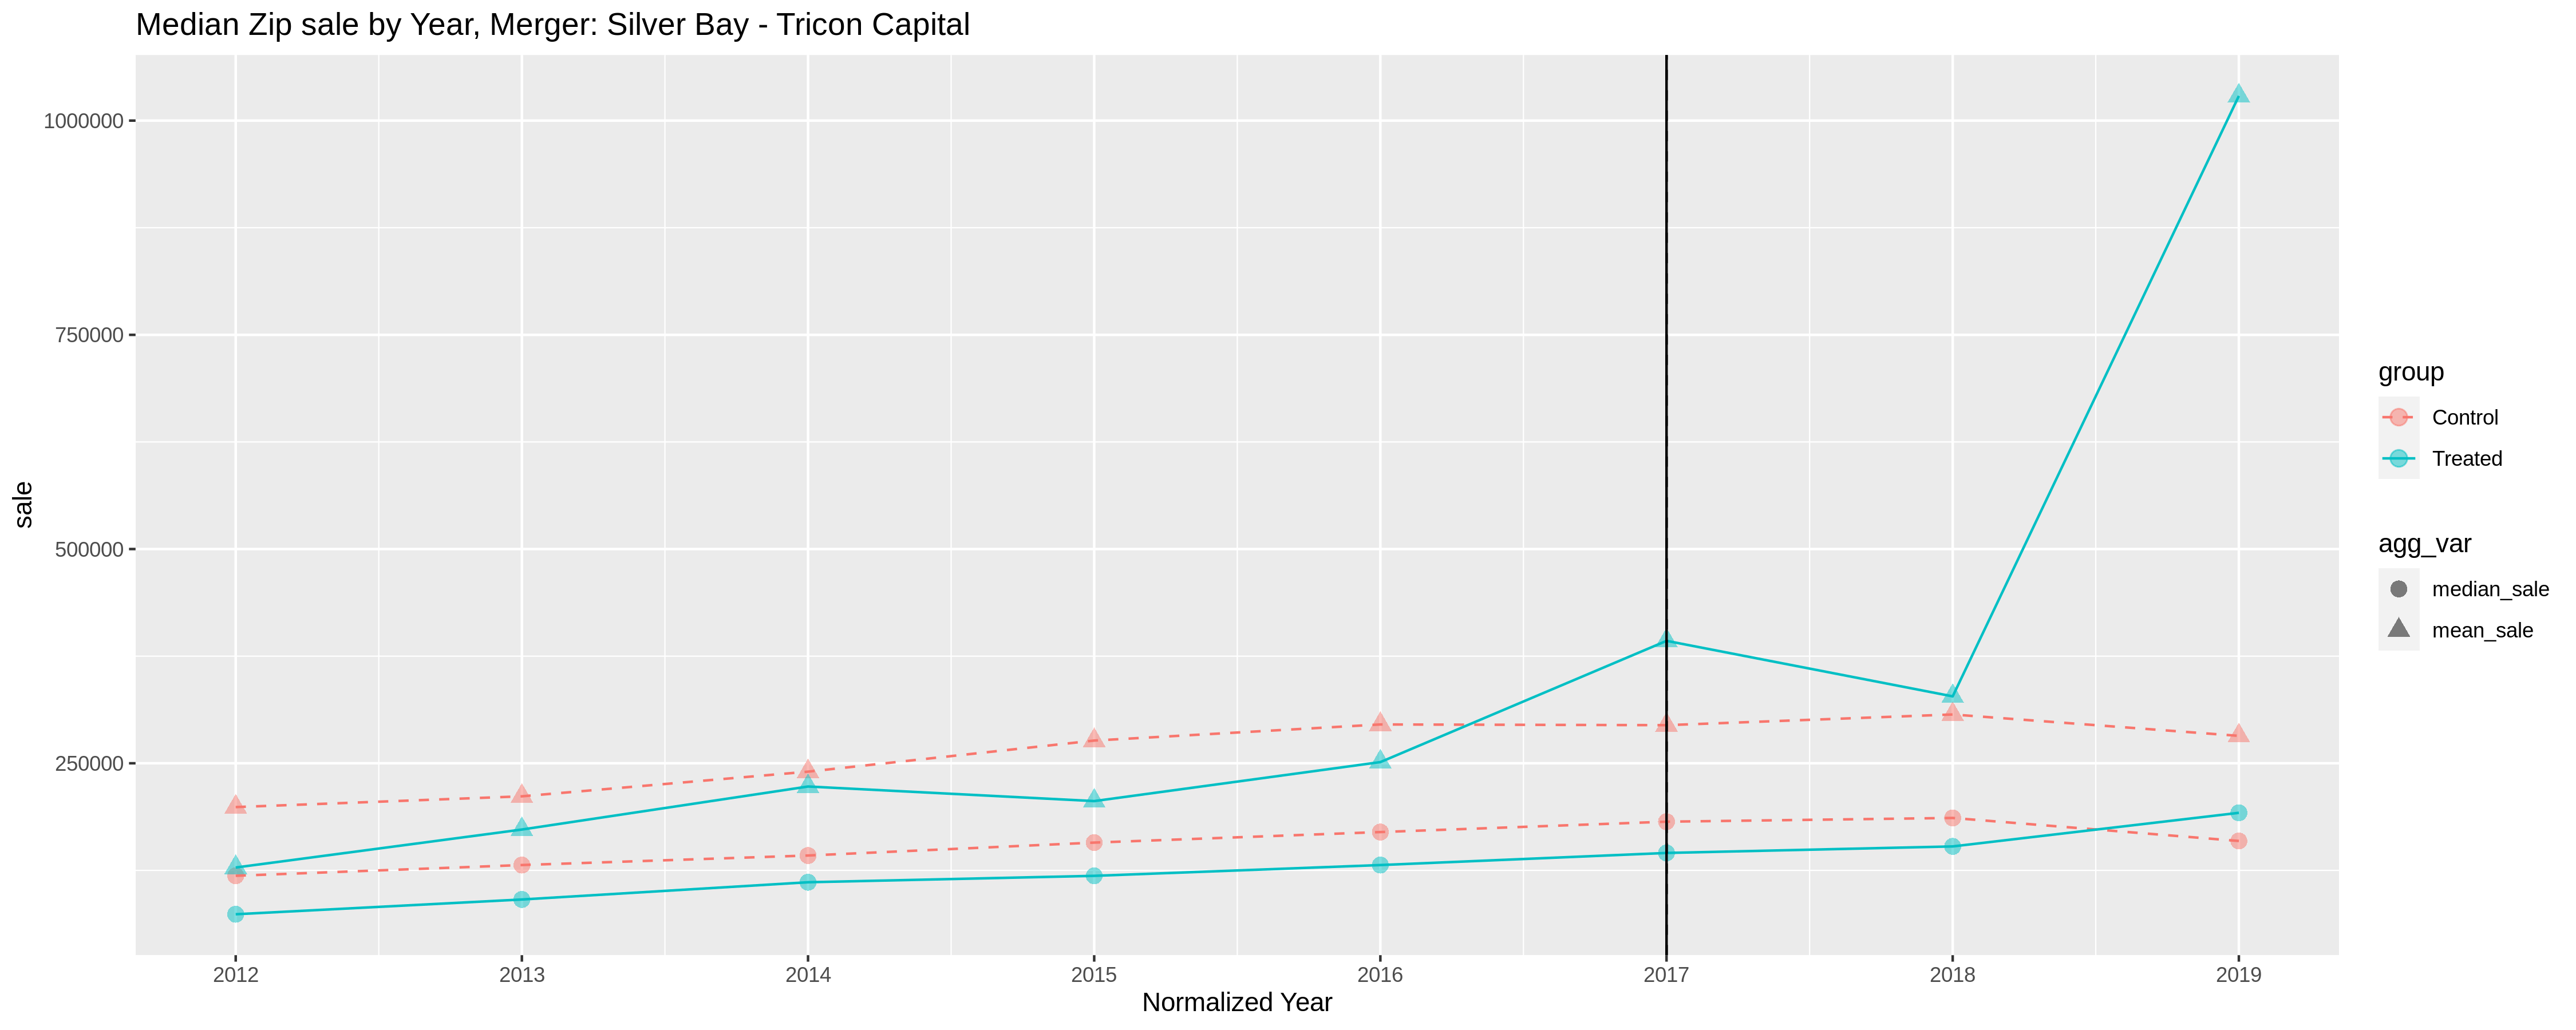 Median Zip sale by Year, Merger: Silver Bay - Tricon Capital
1000000
750000
500000
250000
sale
2012 2013 2014 2015 2016 2017 2018 2019
Normalized Year
group
Control
Treated
agg_var
median_sale
mean_sale